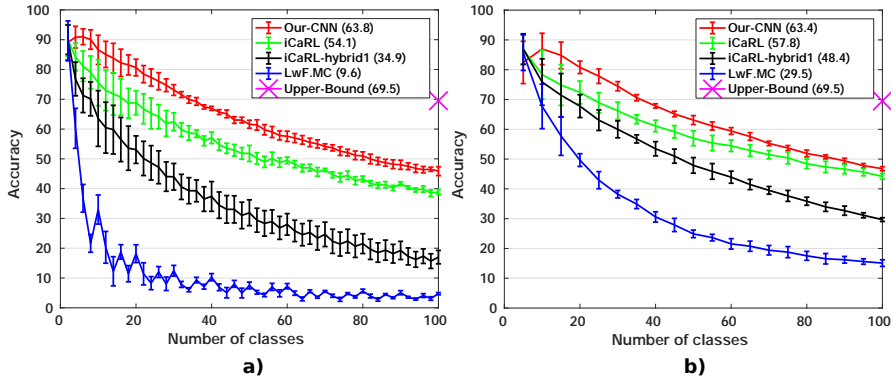 100
90
80
70
60
50
40
30
20
10
0
Accuracy
0
20
40
60
80
100
Number of classes
Our-CNN (63.8)
iCaRL (54.1)
iCaRL-hybrid1 (34.9)
LwF.MC (9.6)
Upper-Bound (69.5)
a)
100
90
80
70
60
50
40
30
20
10
0
Accuracy
0
20
40
60
80
100
Number of classes
Our-CNN (63.4)
iCaRL (57.8)
iCaRL-hybrid1 (48.4)
LwF.MC (29.5)
Upper-Bound (69.5)
b)